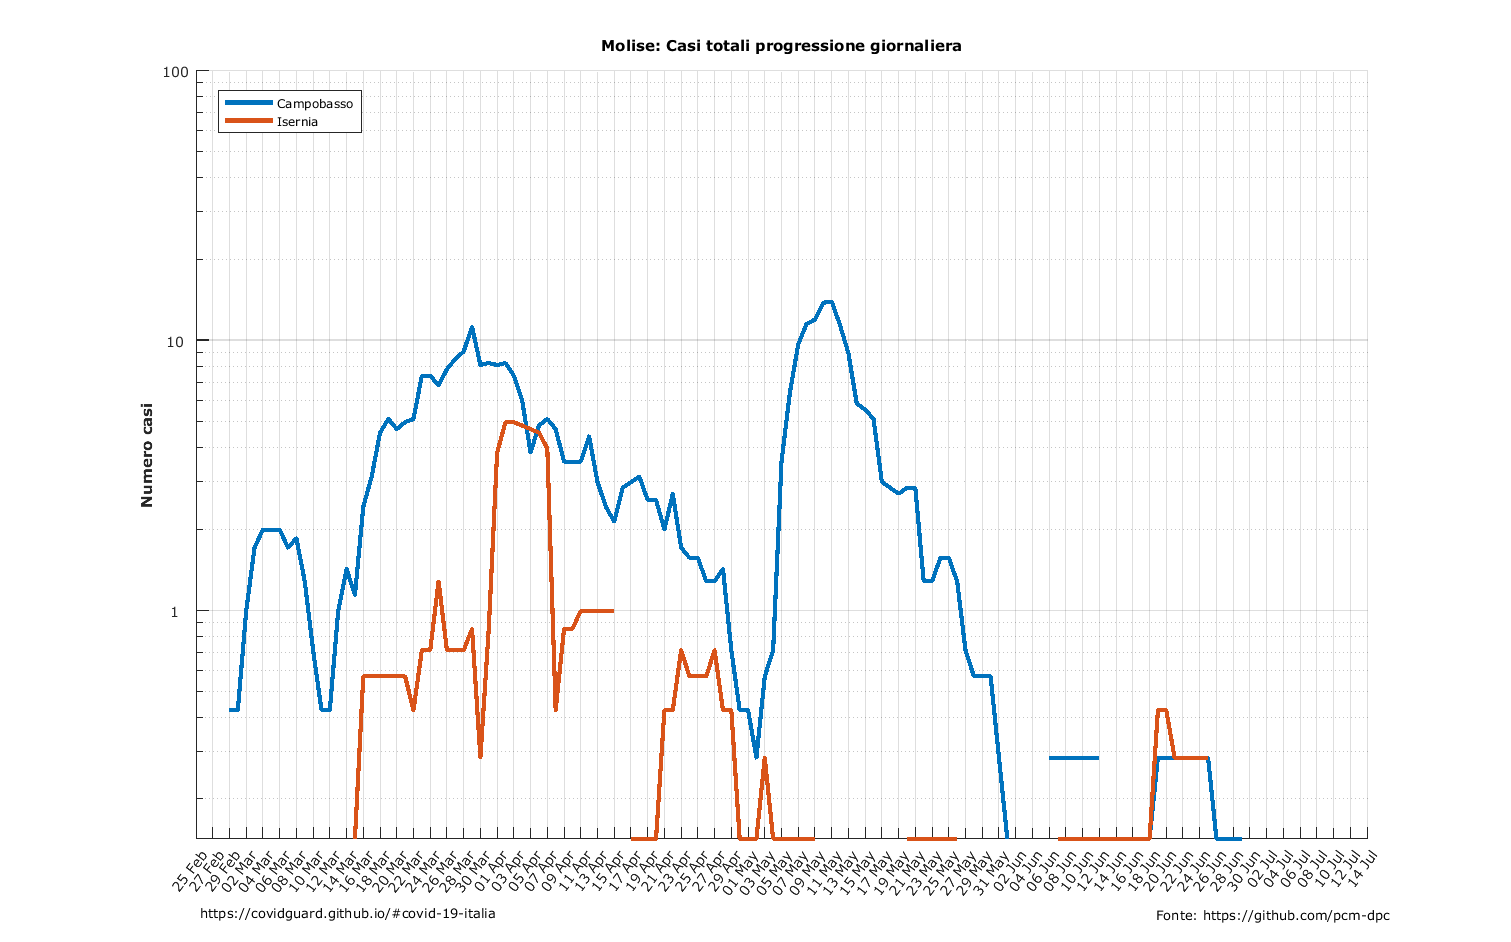 Molise: Casi totali progressione giornaliera
100
10
1
Numero casi
Campobasso
Isernia
25 Feb
27 Feb
29 Feb
02 Mar
04 Mar
06 Mar
08 Mar
10 Mar
12 Mar
14 Mar
16 Mar
18 Mar
20 Mar
22 Mar
24 Mar
26 Mar
28 Mar
30 Mar
01 Apr
03 Apr
05 Apr
07 Apr
09 Apr
11 Apr
13 Apr
15 Apr
17 Apr
19 Apr
21 Apr
23 Apr
25 Apr
27 Apr
29 Apr
01 May
03 May
05 May
07 May
09 May
11 May
13 May
15 May
17 May
19 May
21 May
23 May
25 May
27 May
29 May
31 May
02 Jun
04 Jun
06 Jun
08 Jun
10 Jun
12 Jun
14 Jun
16 Jun
18 Jun
20 Jun
22 Jun
24 Jun
26 Jun
28 Jun
30 Jun
02 Jul
04 Jul
06 Jul
08 Jul
10 Jul
12 Jul
14 Jul
https://covidguard.github.io/#covid-19-italia
Fonte: https://github.com/pcm-dpc